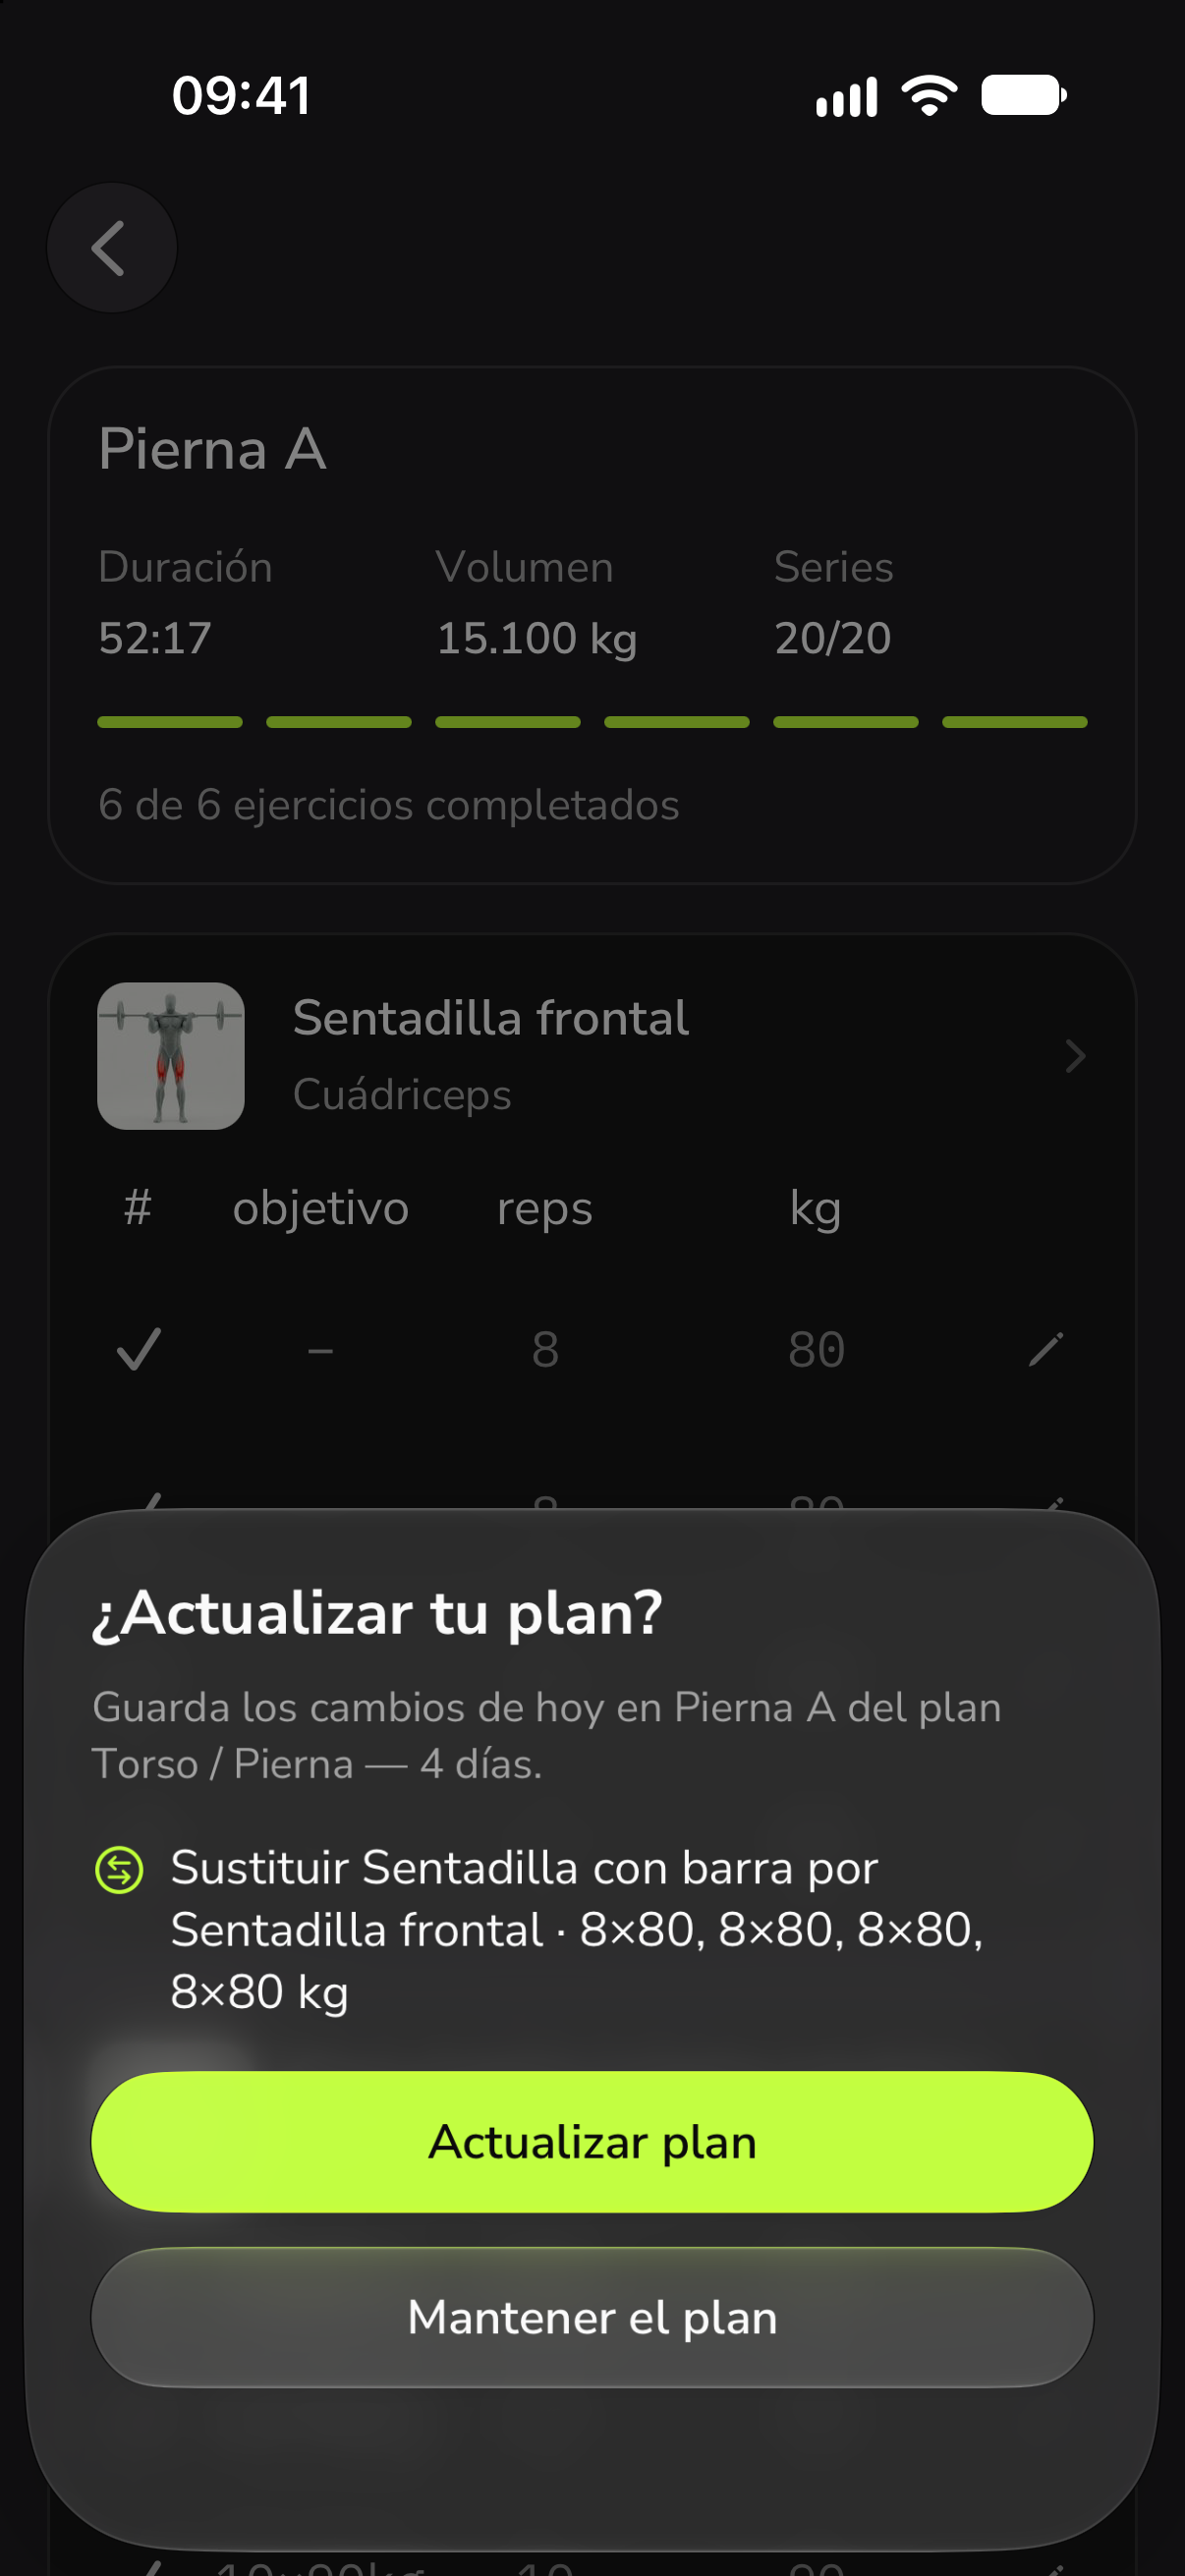 09:41
Pierna A
Duración Volumen Series
52:17 15.100 kg 20/20
6 de 6 ejercicios completados
Sentadilla frontal
Cuádriceps
# objetivo reps kg
– 8 80
8 80
¿Actualizar tu plan?
Guarda los cambios de hoy en Pierna A del plan
Torso / Pierna — 4 días.
Sustituir Sentadilla con barra por
Sentadilla frontal · 8×80, 8×80, 8×80,
8×80 kg
Actualizar plan
Mantener el plan